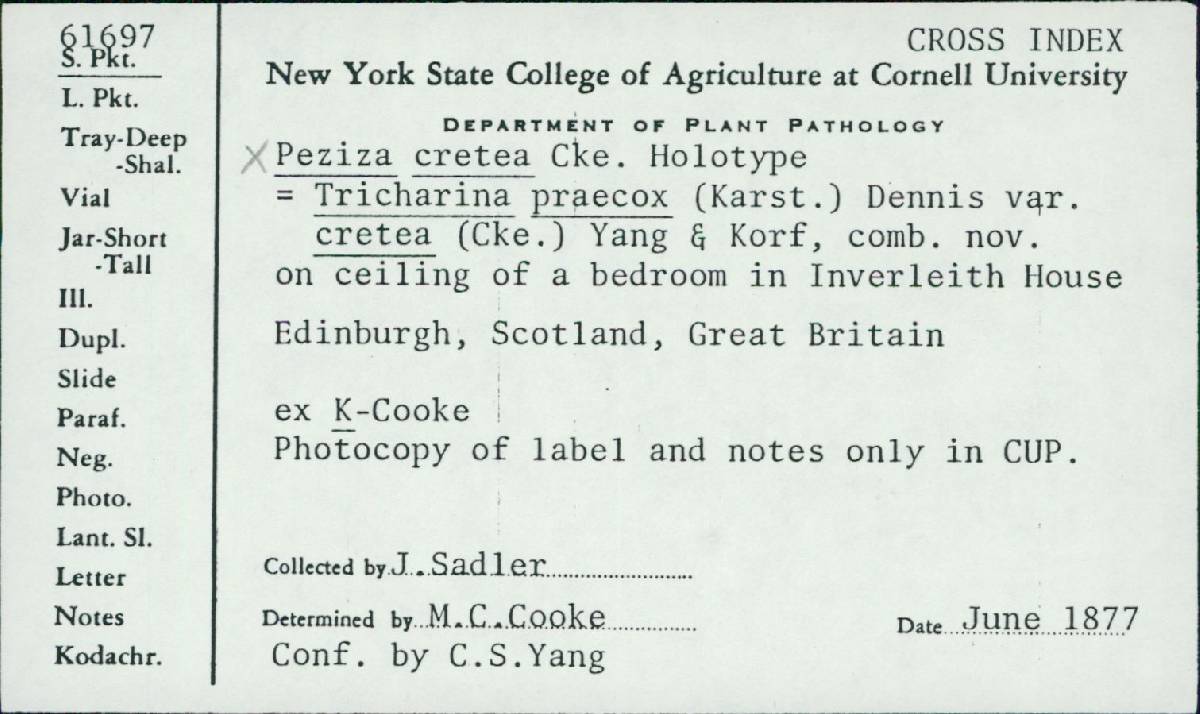 61697
S. Pkt.
L. Pkt.
Tray-Deep
-Shal.
Vial
Jar-Short
-Tall
Ill.
Dupl.
Slide
Paraf.
Neg.
Photo.
Lant. Sl.
Letter
Notes
Kodachr.
CROSS INDEX
New York State College of Agriculture at Cornell University
DEPARTMENT OF PLANT PATHOLOGY
X Peziza cretea Cke. Holotype
= Tricharina praecox (Karst.) Dennis var.
cretea (Cke.) Yang & Korf, comb. nov.
on ceiling of a bedroom in Inverleith House
Edinburgh, Scotland, Great Britain
ex K-Cooke
Photocopy of label and notes only in CUP.
Collected by J. Sadler
Determined by M.C.Cooke Date June 1877
Conf. by C.S.Yang